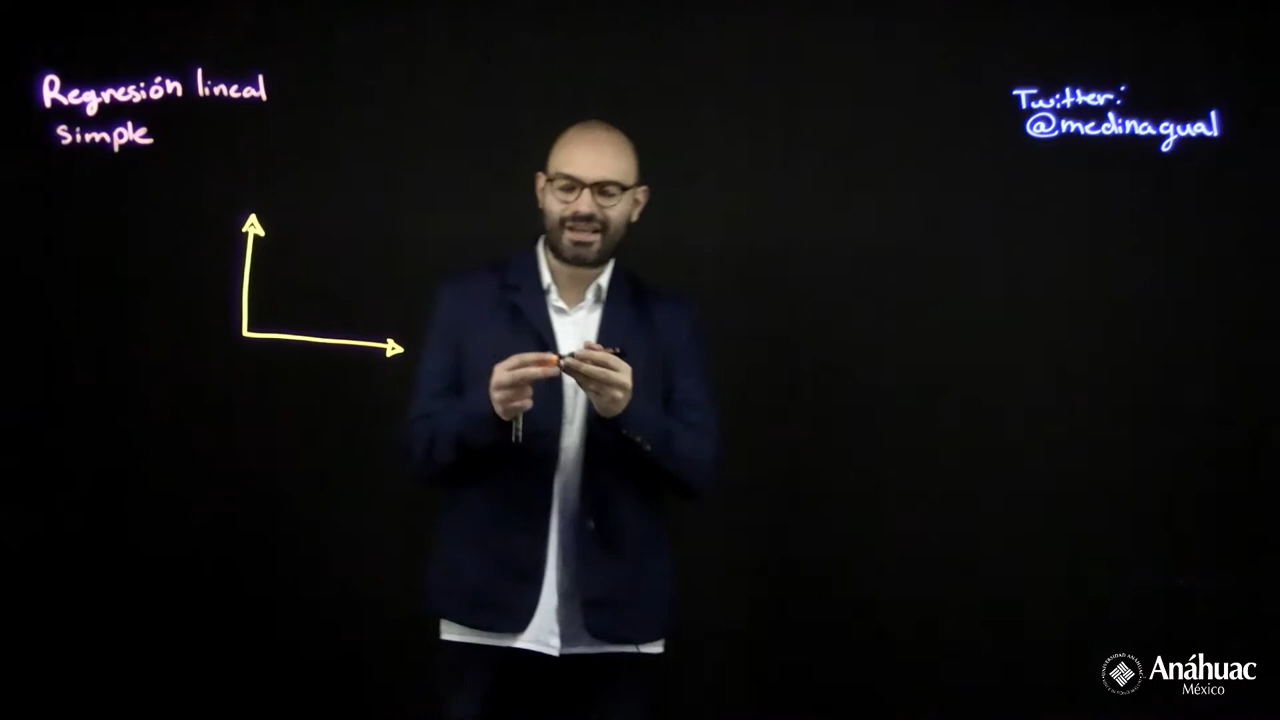 Regresión lineal
simple
Twitter:
@medinagual
Anáhuac
México